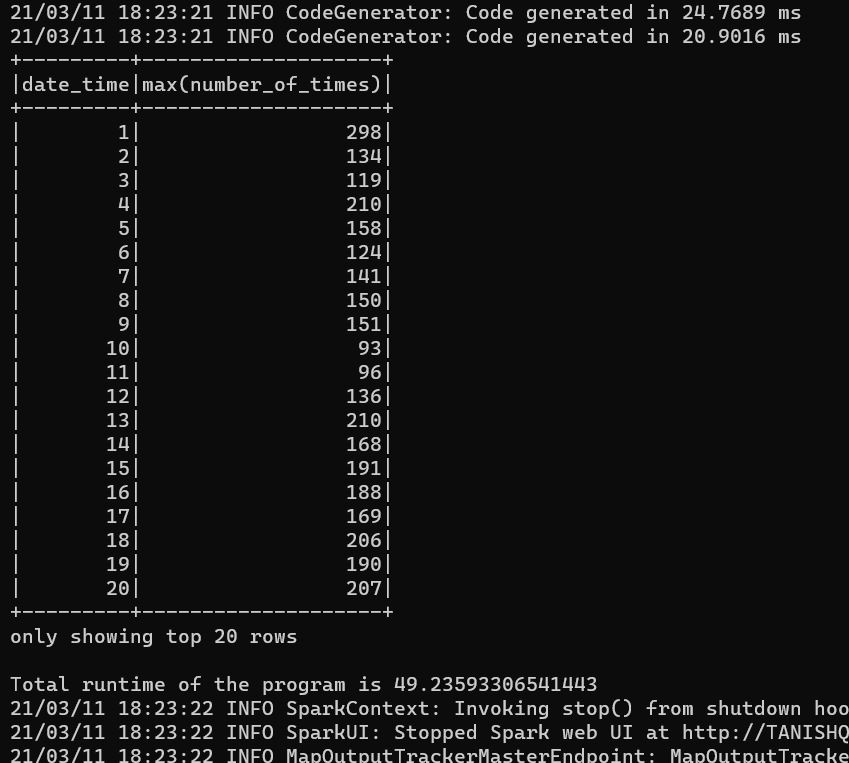 21/03/11 18:23:21 INFO CodeGenerator: Code generated in 24.7689 ms
21/03/11 18:23:21 INFO CodeGenerator: Code generated in 20.9016 ms
+---------+--------------------+
|date_time|max(number_of_times)|
+---------+--------------------+
|        1|                 298|
|        2|                 134|
|        3|                 119|
|        4|                 210|
|        5|                 158|
|        6|                 124|
|        7|                 141|
|        8|                 150|
|        9|                 151|
|       10|                  93|
|       11|                  96|
|       12|                 136|
|       13|                 210|
|       14|                 168|
|       15|                 191|
|       16|                 188|
|       17|                 169|
|       18|                 206|
|       19|                 190|
|       20|                 207|
+---------+--------------------+
only showing top 20 rows
Total runtime of the program is 49.23593306541443
21/03/11 18:23:22 INFO SparkContext: Invoking stop() from shutdown hoo
21/03/11 18:23:22 INFO SparkUI: Stopped Spark web UI at http://TANISHQ
21/03/11 18:23:22 INFO MapOutputTrackerMasterEndpoint: MapOutputTracke